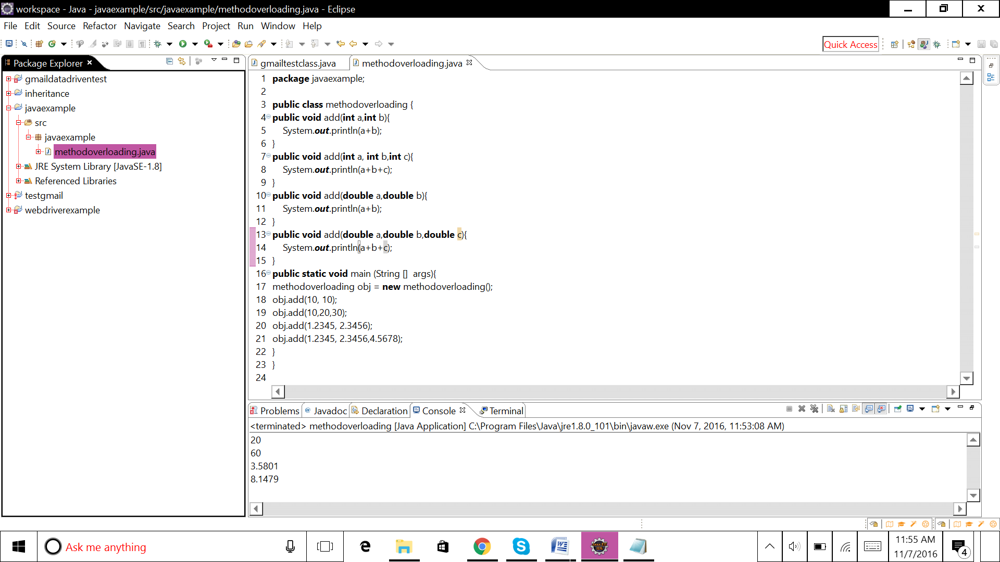 workspace - Java - javaexample/src/javaexample/methodoverloading.java - Eclipse
File Edit Source Refactor Navigate Search Project Run Window Help
Quick Access
Package Explorer
gmaildatadriventest
inheritance
javaexample
src
javaexample
methodoverloading.java
JRE System Library [JavaSE-1.8]
Referenced Libraries
testgmail
webdriverexample
gmailtestclass.java
methodoverloading.java
1 package javaexample;
2
3 public class methodoverloading {
4 public void add(int a,int b){
5 System.out.println(a+b);
6 }
7 public void add(int a, int b,int c){
8 System.out.println(a+b+c);
9 }
10 public void add(double a,double b){
11 System.out.println(a+b);
12 }
13 public void add(double a,double b,double c){
14 System.out.println(a+b+c);
15 }
16 public static void main (String []  args){
17 methodoverloading obj = new methodoverloading();
18 obj.add(10, 10);
19 obj.add(10,20,30);
20 obj.add(1.2345, 2.3456);
21 obj.add(1.2345, 2.3456,4.5678);
22 }
23 }
24
Problems @ Javadoc Declaration Console Terminal
<terminated> methodoverloading [Java Application] C:\Program Files\Java\jre1.8.0_101\bin\javaw.exe (Nov 7, 2016, 11:53:08 AM)
20
60
3.5801
8.1479
Ask me anything
Java EE
IDE
11:55 AM
11/7/2016
4